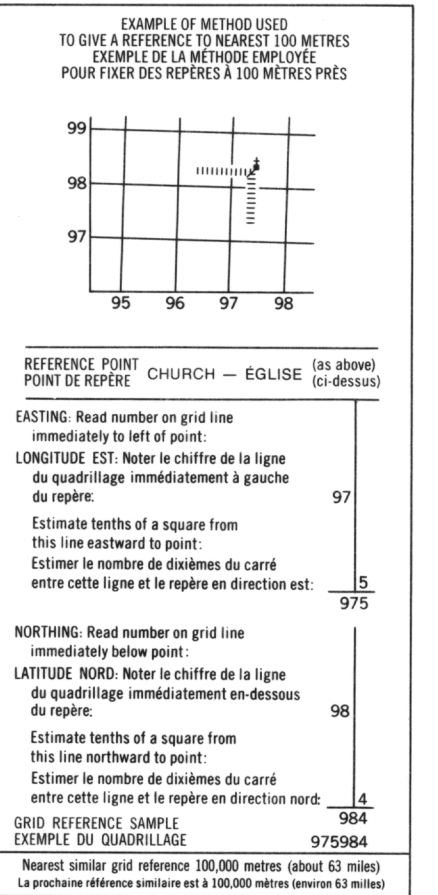 EXAMPLE OF METHOD USED
TO GIVE A REFERENCE TO NEAREST 100 METRES
EXEMPLE DE LA MÉTHODE EMPLOYÉE
POUR FIXER DES REPÈRES À 100 MÈTRES PRÈS
99
98
97
95 96 97 98
REFERENCE POINT
POINT DE REPÈRE
CHURCH — ÉGLISE
(as above)
(ci-dessus)
EASTING: Read number on grid line
immediately to left of point:
LONGITUDE EST: Noter le chiffre de la ligne
du quadrillage immédiatement à gauche
du repère: 97
Estimate tenths of a square from
this line eastward to point:
Estimer le nombre de dixièmes du carré
entre cette ligne et le repère en direction est: 5
975
NORTHING: Read number on grid line
immediately below point:
LATITUDE NORD: Noter le chiffre de la ligne
du quadrillage immédiatement en-dessous
du repère: 98
Estimate tenths of a square from
this line northward to point:
Estimer le nombre de dixièmes du carré
entre cette ligne et le repère en direction nord: 4
GRID REFERENCE SAMPLE 984
EXEMPLE DU QUADRILLAGE 975984
Nearest similar grid reference 100,000 metres (about 63 miles)
La prochaine référence similaire est à 100,000 mètres (environ 63 milles)